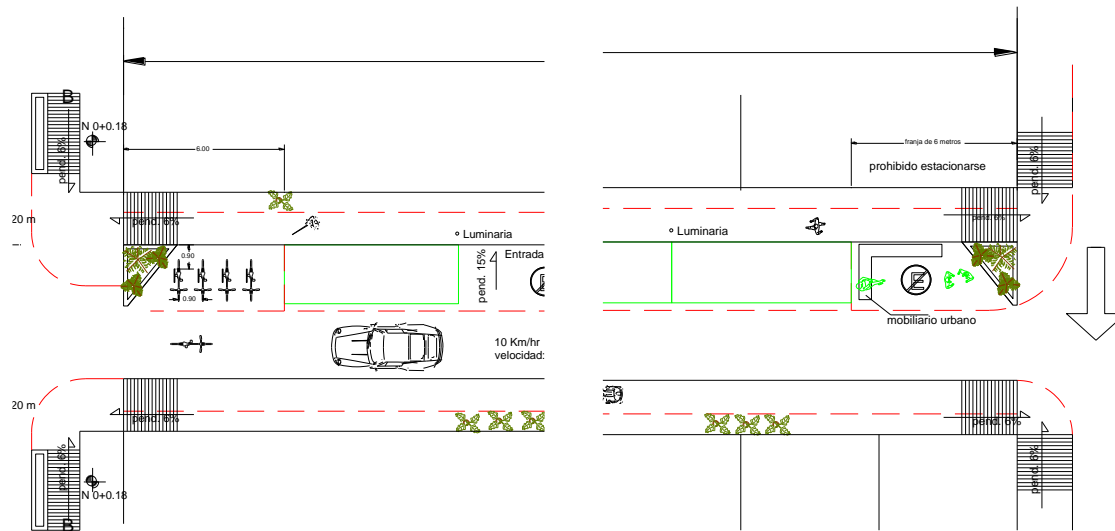 B
N 0+0.18
pend. 6%
6.00
20 m
pend. 6%
Luminaria
0.90
0.90
Entrada
pend. 15%
E
10 Km/hr
velocidad:
20 m
pend. 6%
pend. 6%
N 0+0.18
B
franja de 6 metros
prohibido estacionarse
pend. 6%
pend. 6%
Luminaria
E
mobiliario urbano
pend. 6%
pend. 6%